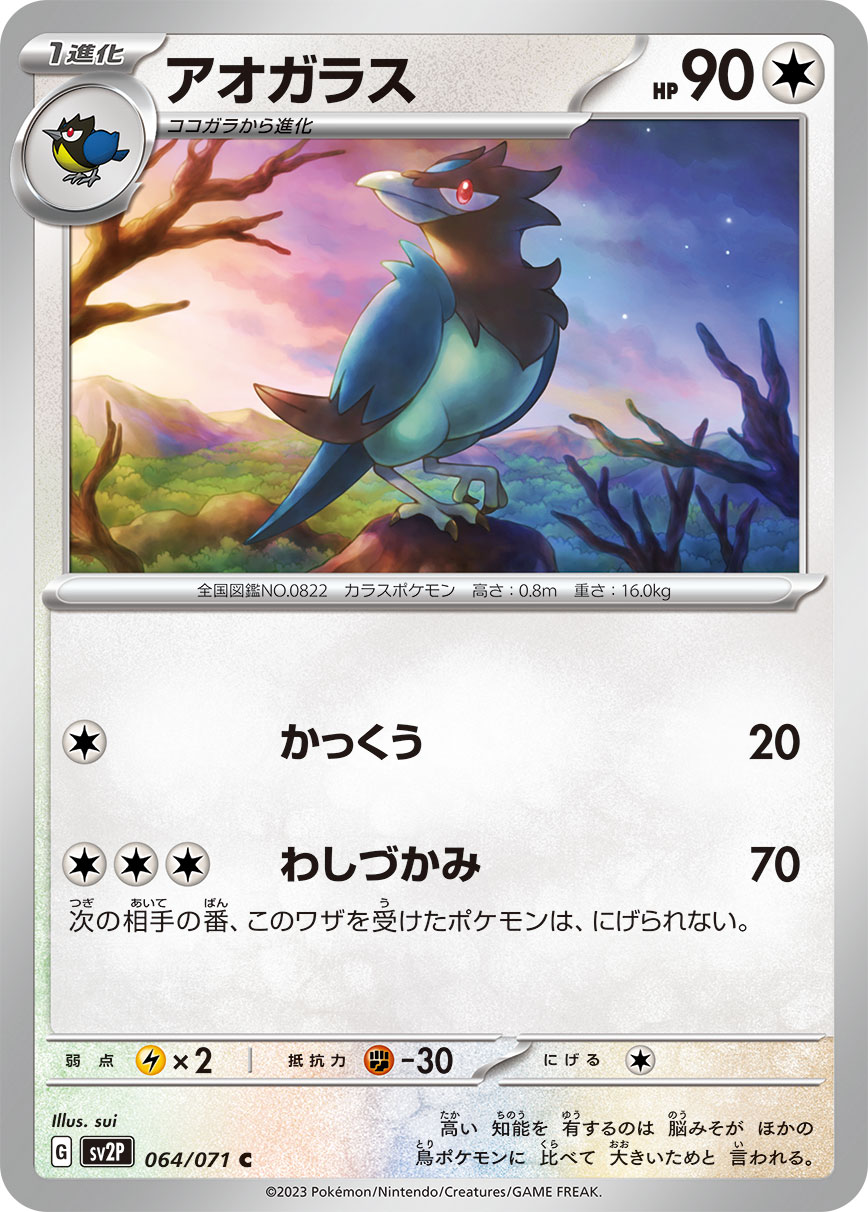 1進化
アオガラス
HP 90
ココガラから進化
全国図鑑NO.0822 カラスポケモン 高さ：0.8m 重さ：16.0kg
かっくう 20
わしづかみ 70
次の相手の番、このワザを受けたポケモンは、にげられない。
弱点 ×2 抵抗力 -30 にげる
Illus. sui
高い 知能を 有するのは 脳みそが ほかの
鳥ポケモンに 比べて 大きいためと 言われる。
G sv2P 064/071 C
©2023 Pokémon/Nintendo/Creatures/GAME FREAK.